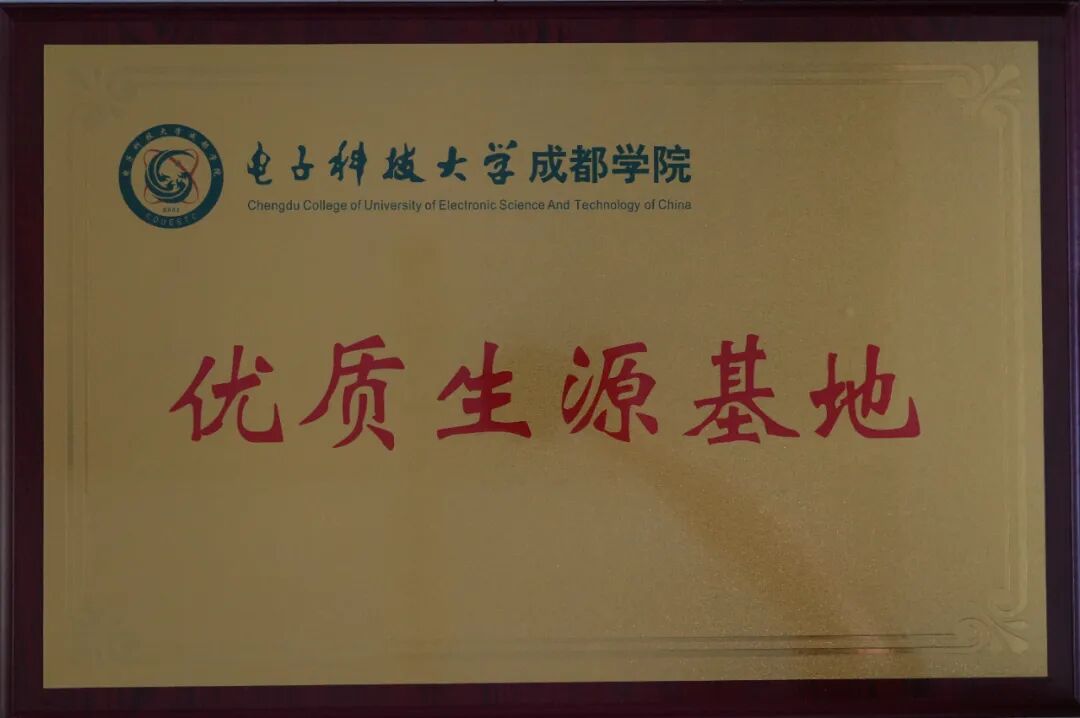 电子科技大学成都学院
Chengdu College of University of Electronic Science And Technology of China
优质生源基地